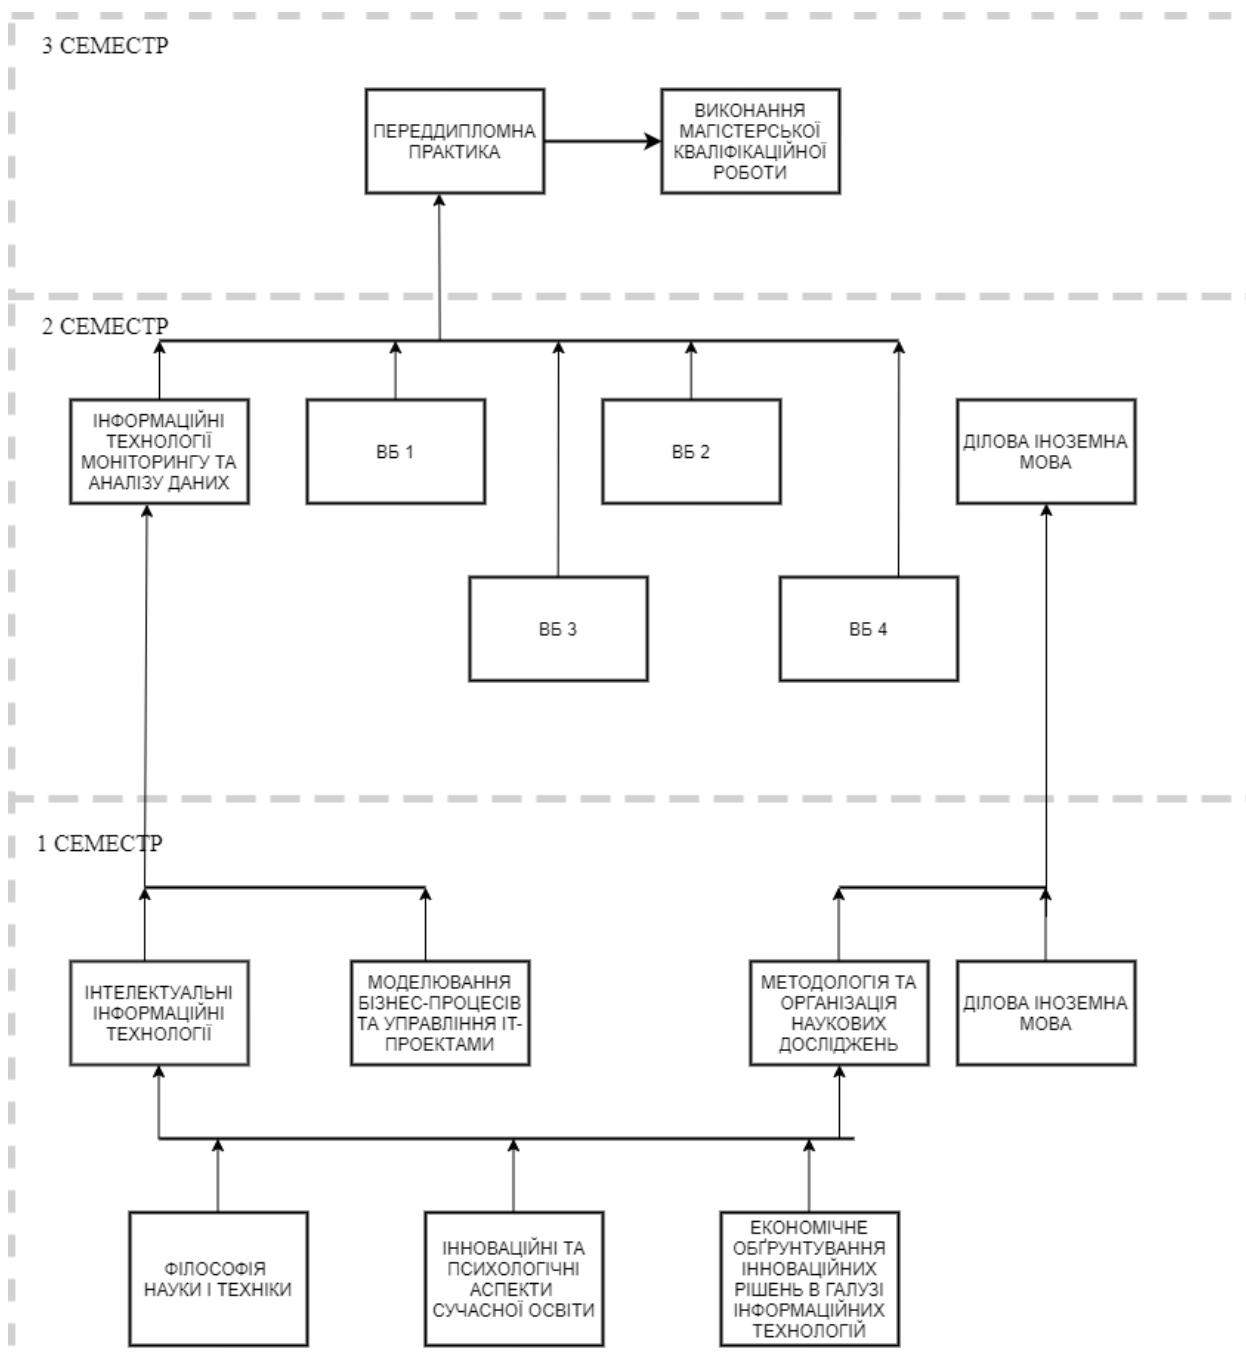 3 СЕМЕСТР
ПЕРЕДДИПЛОМНА
ПРАКТИКА
ВИКОНАННЯ
МАГІСТЕРСЬКОЇ
КВАЛІФІКАЦІЙНОЇ
РОБОТИ
2 СЕМЕСТР
ІНФОРМАЦІЙНІ
ТЕХНОЛОГІЇ
МОНІТОРИНГУ ТА
АНАЛІЗУ ДАНИХ
ВБ 1
ВБ 2
ДІЛОВА ІНОЗЕМНА
МОВА
ВБ 3
ВБ 4
1 СЕМЕСТР
ІНТЕЛЕКТУАЛЬНІ
ІНФОРМАЦІЙНІ
ТЕХНОЛОГІЇ
МОДЕЛЮВАННЯ
БІЗНЕС-ПРОЦЕСІВ
ТА УПРАВЛІННЯ ІТ-
ПРОЕКТАМИ
МЕТОДОЛОГІЯ ТА
ОРГАНІЗАЦІЯ
НАУКОВИХ
ДОСЛІДЖЕНЬ
ДІЛОВА ІНОЗЕМНА
МОВА
ФІЛОСОФІЯ
НАУКИ І ТЕХНІКИ
ІННОВАЦІЙНІ ТА
ПСИХОЛОГІЧНІ
АСПЕКТИ
СУЧАСНОЇ ОСВІТИ
ЕКОНОМІЧНЕ
ОБҐРУНТУВАННЯ
ІННОВАЦІЙНИХ
РІШЕНЬ В ГАЛУЗІ
ІНФОРМАЦІЙНИХ
ТЕХНОЛОГІЙ